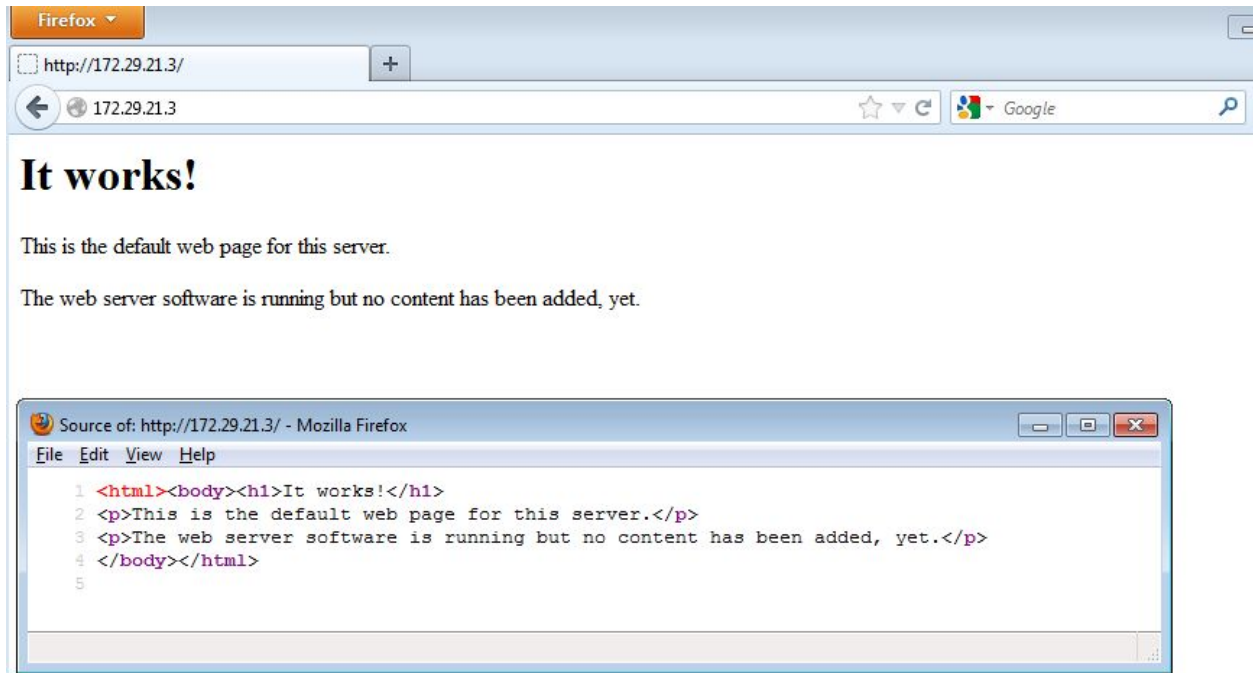 Firefox
http://172.29.21.3/
172.29.21.3
Google
It works!
This is the default web page for this server.
The web server software is running but no content has been added, yet.
Source of: http://172.29.21.3/ - Mozilla Firefox
File Edit View Help
1 <html><body><h1>It works!</h1>
2 <p>This is the default web page for this server.</p>
3 <p>The web server software is running but no content has been added, yet.</p>
4 </body></html>
5